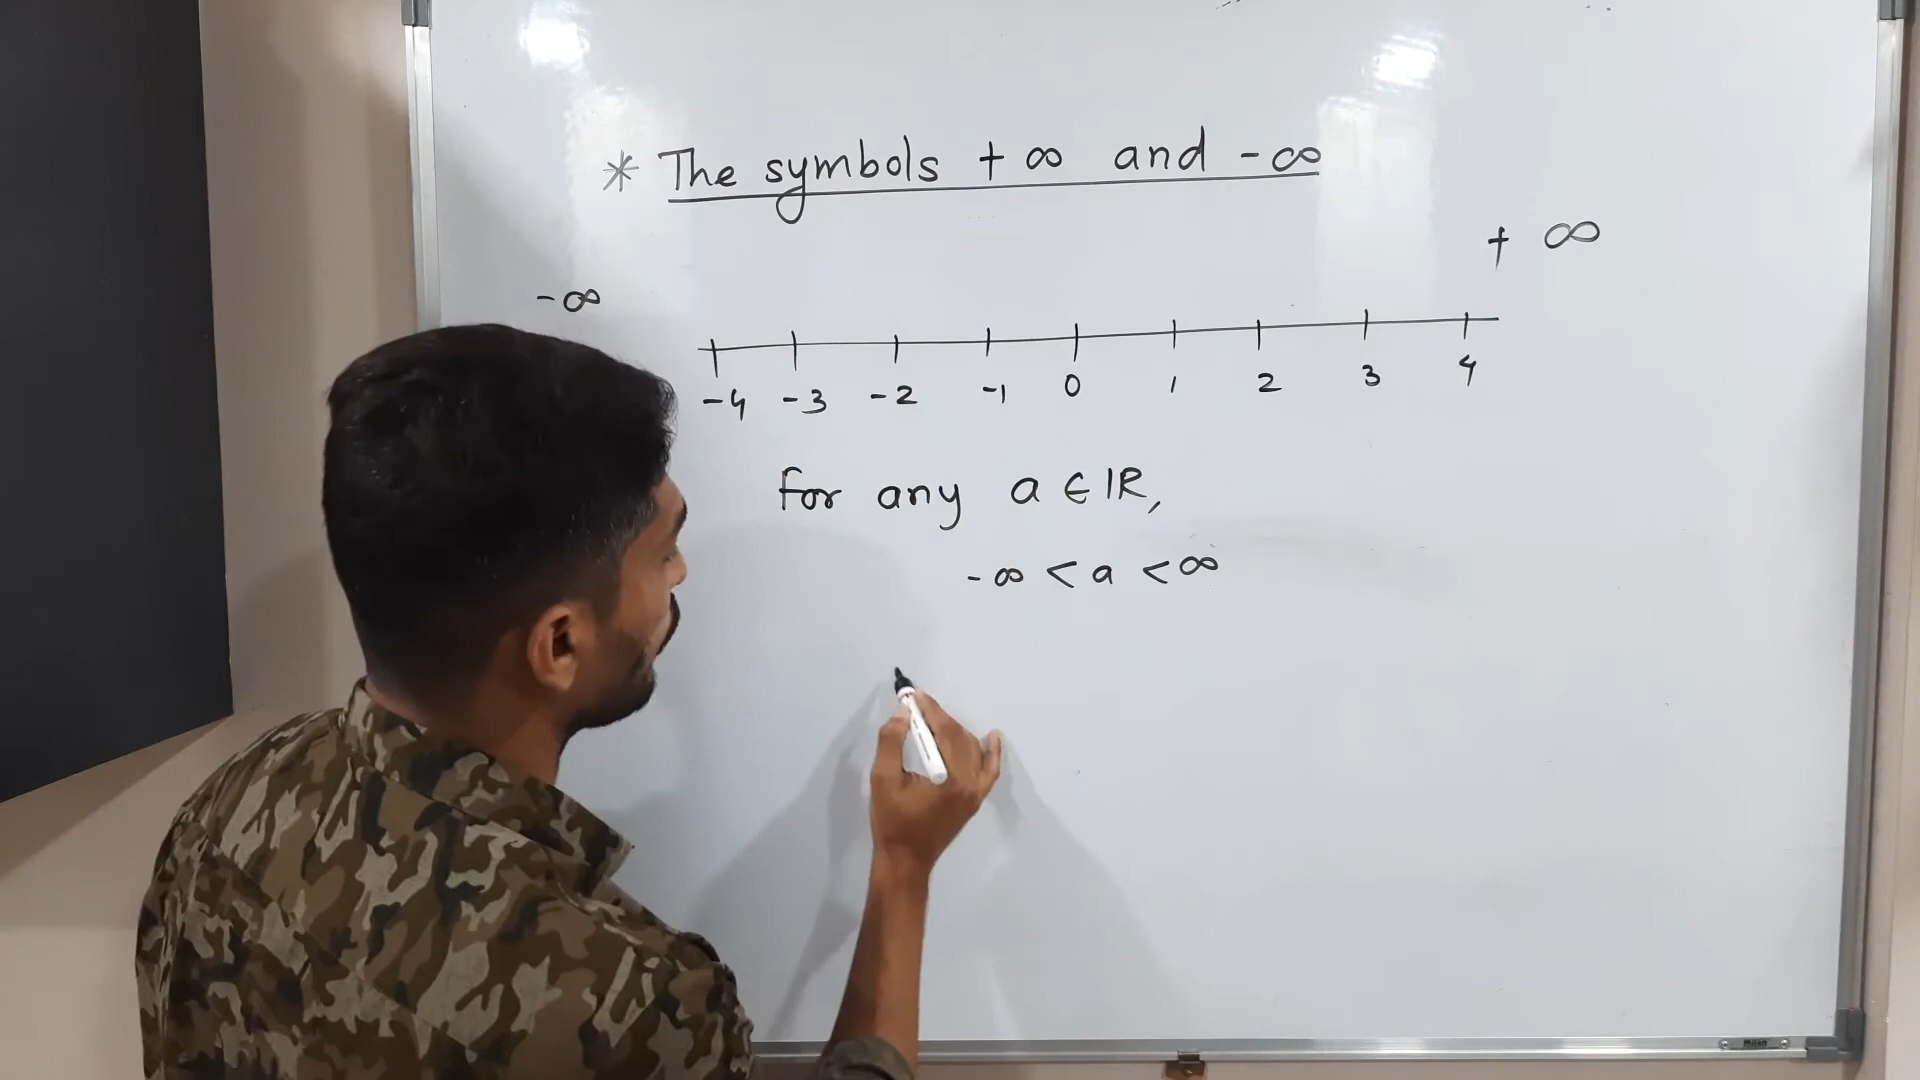 * The symbols + ∞ and - ∞
+ ∞
- ∞
-4 -3 -2 -1 0 1 2 3 4
for any a ∈ ℝ,
- ∞ < a < ∞